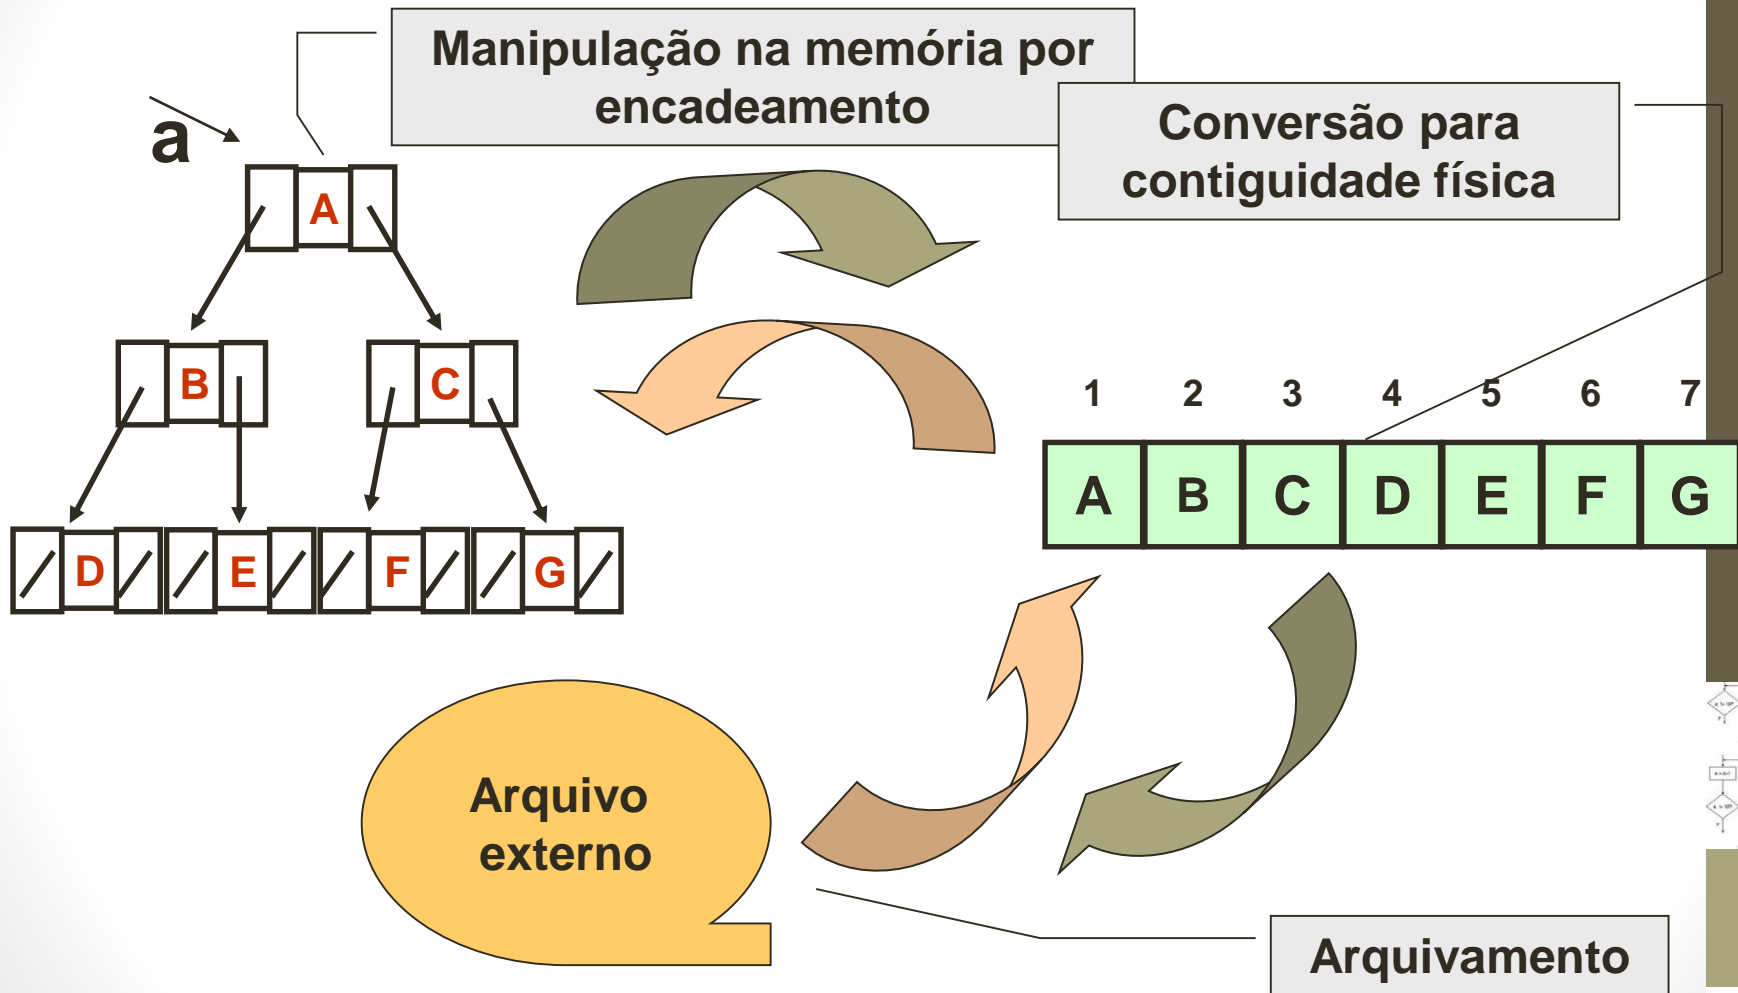 Manipulação na memória por
encadeamento
Conversão para
contiguidade física
a
A
B
C
D
E
F
G
1 2 3 4 5 6 7
A B C D E F G
Arquivo
externo
Arquivamento